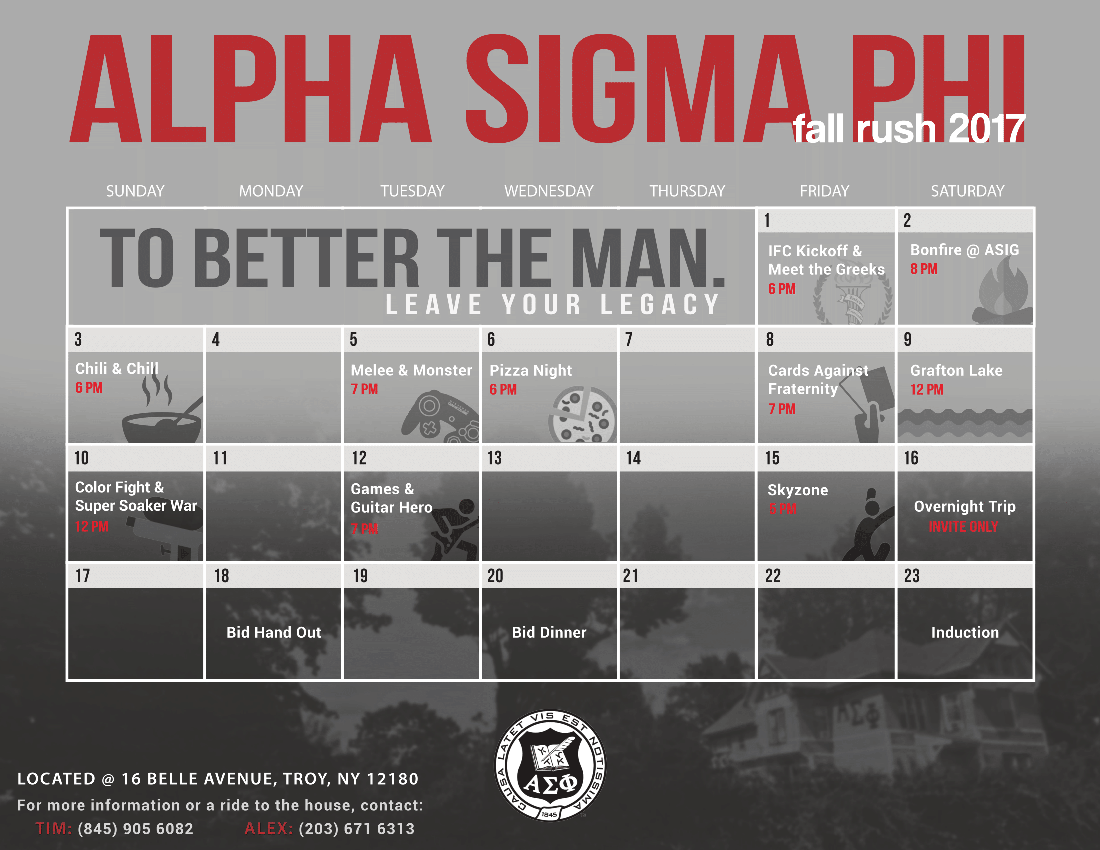 ALPHA SIGMA PHI
fall rush 2017
SUNDAY MONDAY TUESDAY WEDNESDAY THURSDAY FRIDAY SATURDAY
TO BETTER THE MAN.
LEAVE YOUR LEGACY
1
IFC Kickoff &
Meet the Greeks
6 PM
2
Bonfire @ ASIG
8 PM
3
Chili & Chill
6 PM
4
5
Melee & Monster
7 PM
6
Pizza Night
6 PM
7
8
Cards Against
Fraternity
7 PM
9
Grafton Lake
12 PM
10
Color Fight &
Super Soaker War
12 PM
11
12
Games &
Guitar Hero
PM
13
14
15
Skyzone
PM
16
Overnight Trip
INVITE ONLY
17
18
Bid Hand Out
19
20
Bid Dinner
21
22
23
Induction
CAUSA LATET VIS EST NOTISSIMA
ΑΣΦ
1845
LOCATED @ 16 BELLE AVENUE, TROY, NY 12180
For more information or a ride to the house, contact:
TIM: (845) 905 6082 ALEX: (203) 671 6313